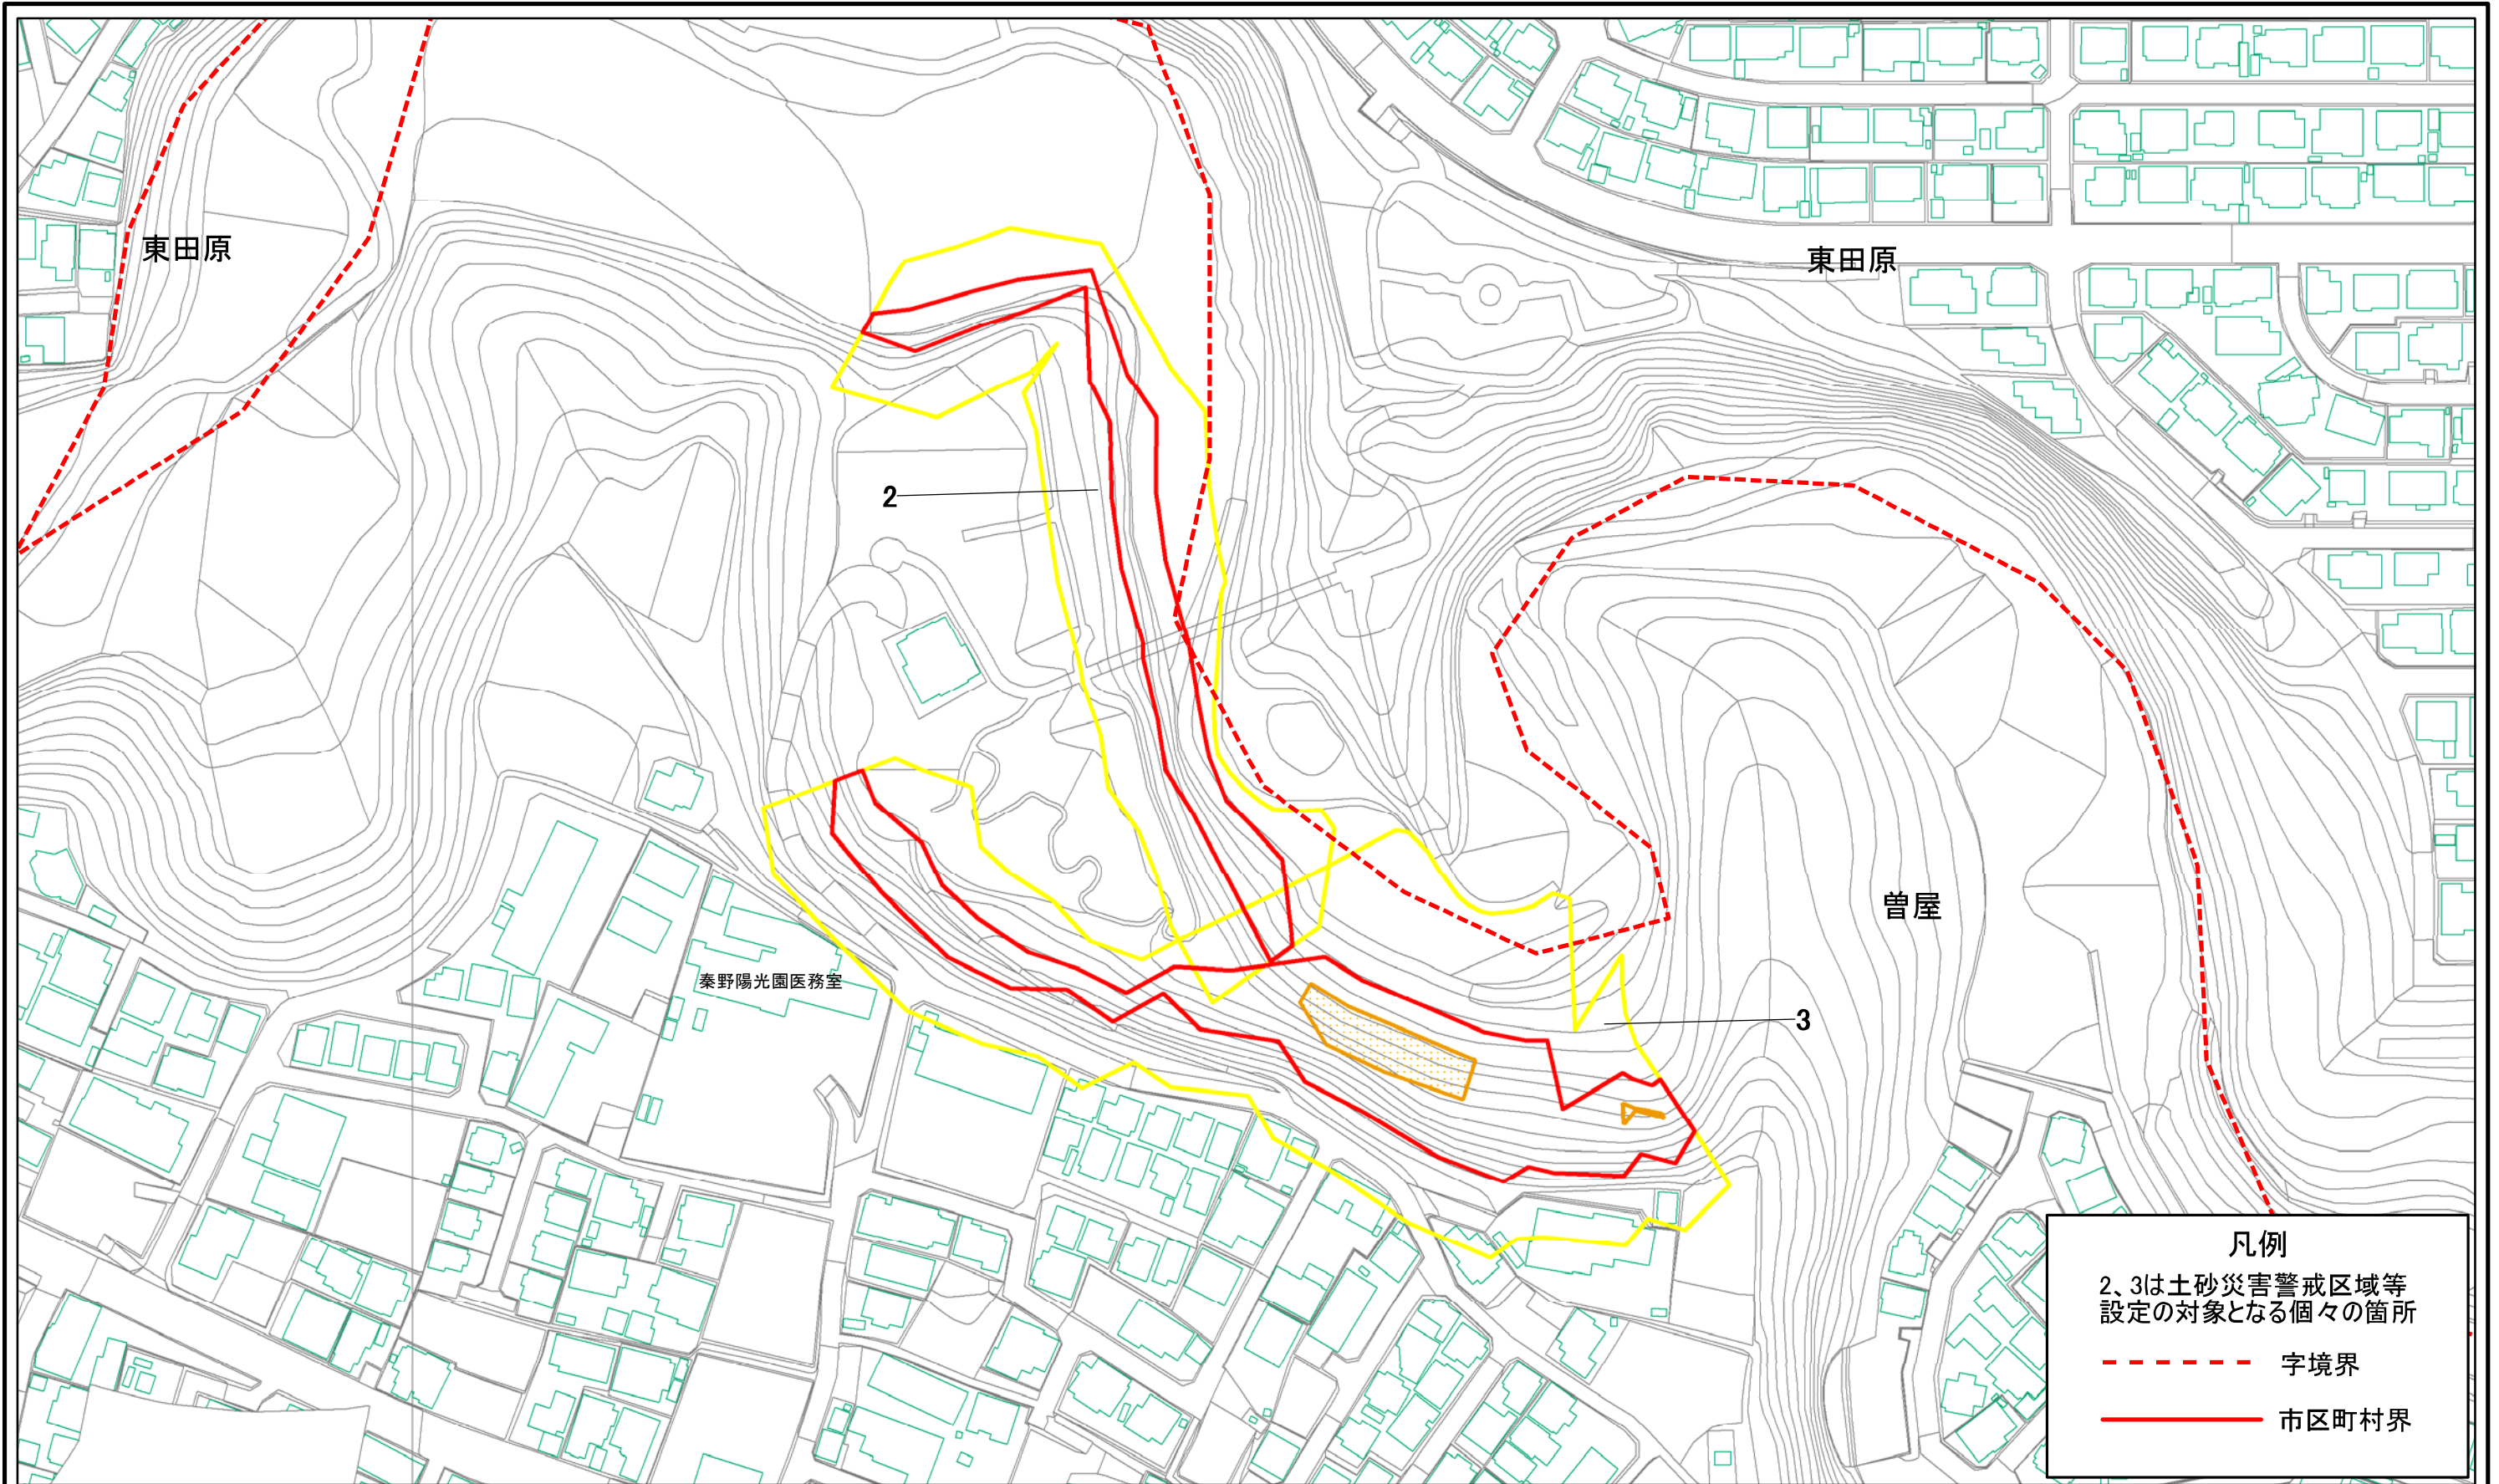 東田原
東田原
2
曽屋
秦野陽光園医務室
3
凡例
2、3は土砂災害警戒区域等
設定の対象となる個々の箇所
字境界
市区町村界